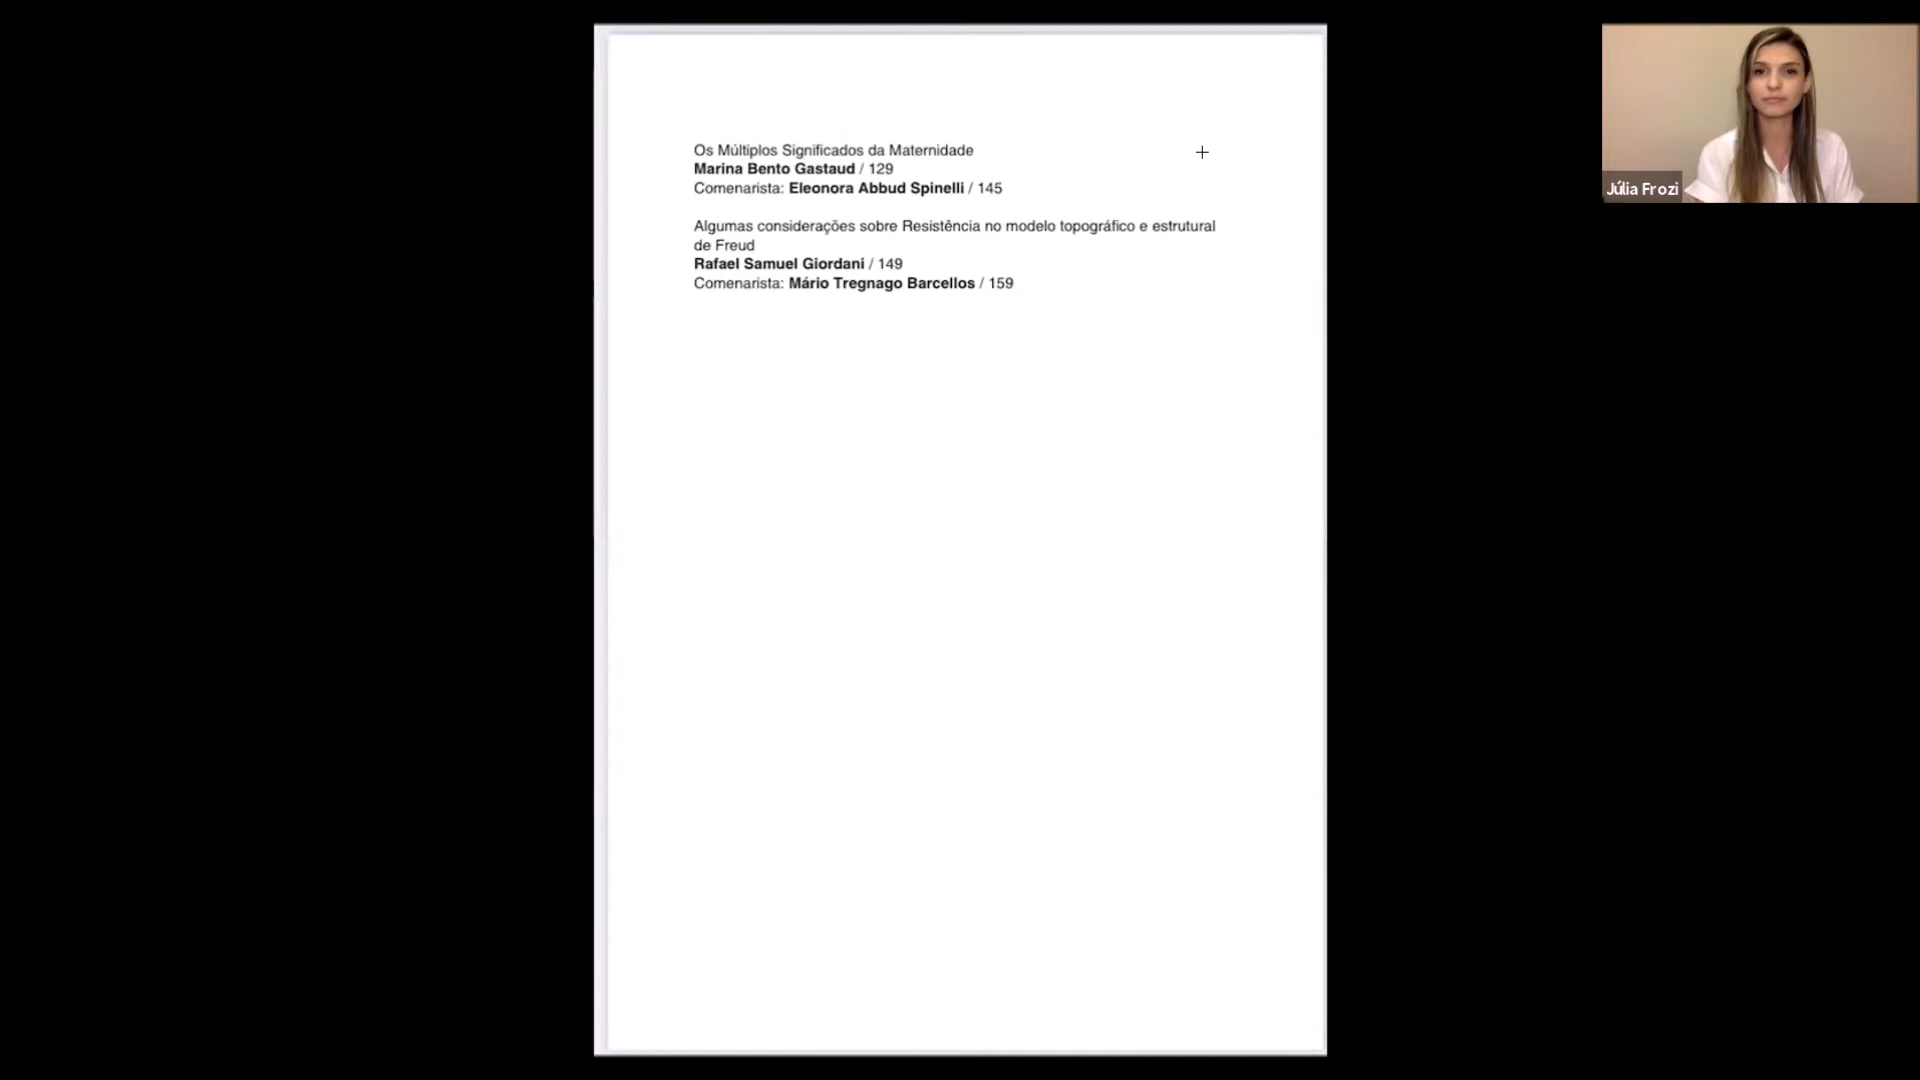 Os Múltiplos Significados da Maternidade
Marina Bento Gastaud / 129
Comenarista: Eleonora Abbud Spinelli / 145
Algumas considerações sobre Resistência no modelo topográfico e estrutural
de Freud
Rafael Samuel Giordani / 149
Comenarista: Mário Tregnago Barcellos / 159
Júlia Frozi